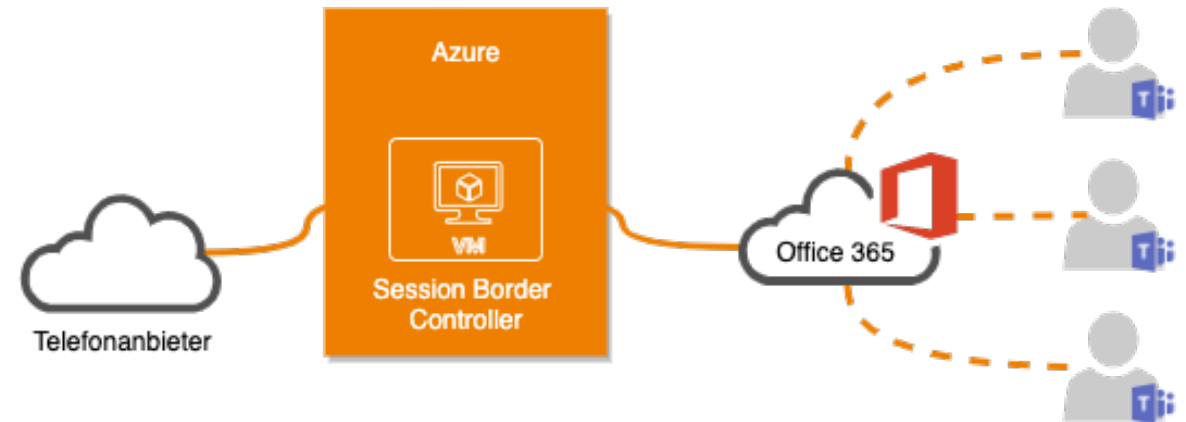 Azure
VM
Session Border
Controller
Telefonanbieter
Office 365
T
T
T